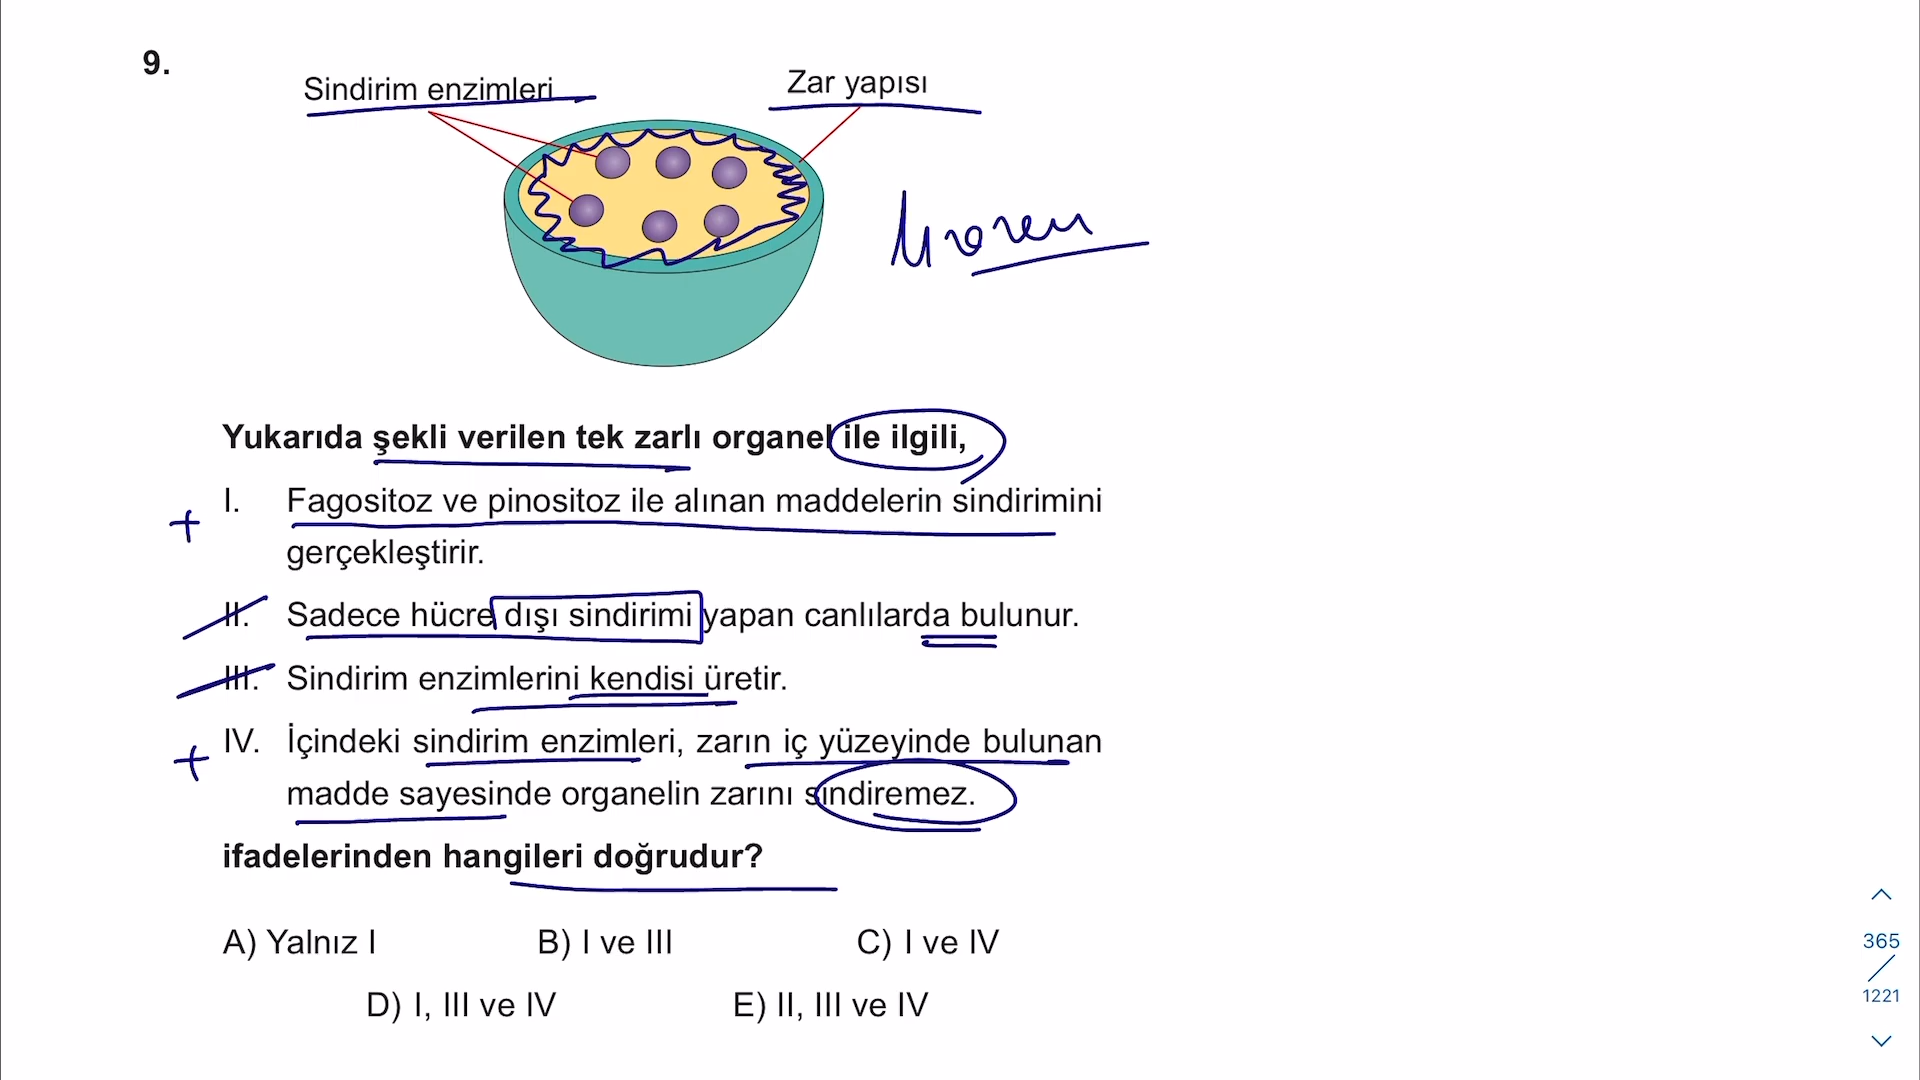 9.
Sindirim enzimleri
Zar yapısı
Yukarıda şekli verilen tek zarlı organel ile ilgili,
I. Fagositoz ve pinositoz ile alınan maddelerin sindirimini
gerçekleştirir.
II. Sadece hücre dışı sindirimi yapan canlılarda bulunur.
III. Sindirim enzimlerini kendisi üretir.
IV. İçindeki sindirim enzimleri, zarın iç yüzeyinde bulunan
madde sayesinde organelin zarını sindiremez.
ifadelerinden hangileri doğrudur?
A) Yalnız I B) I ve III C) I ve IV
D) I, III ve IV E) II, III ve IV
365
1221